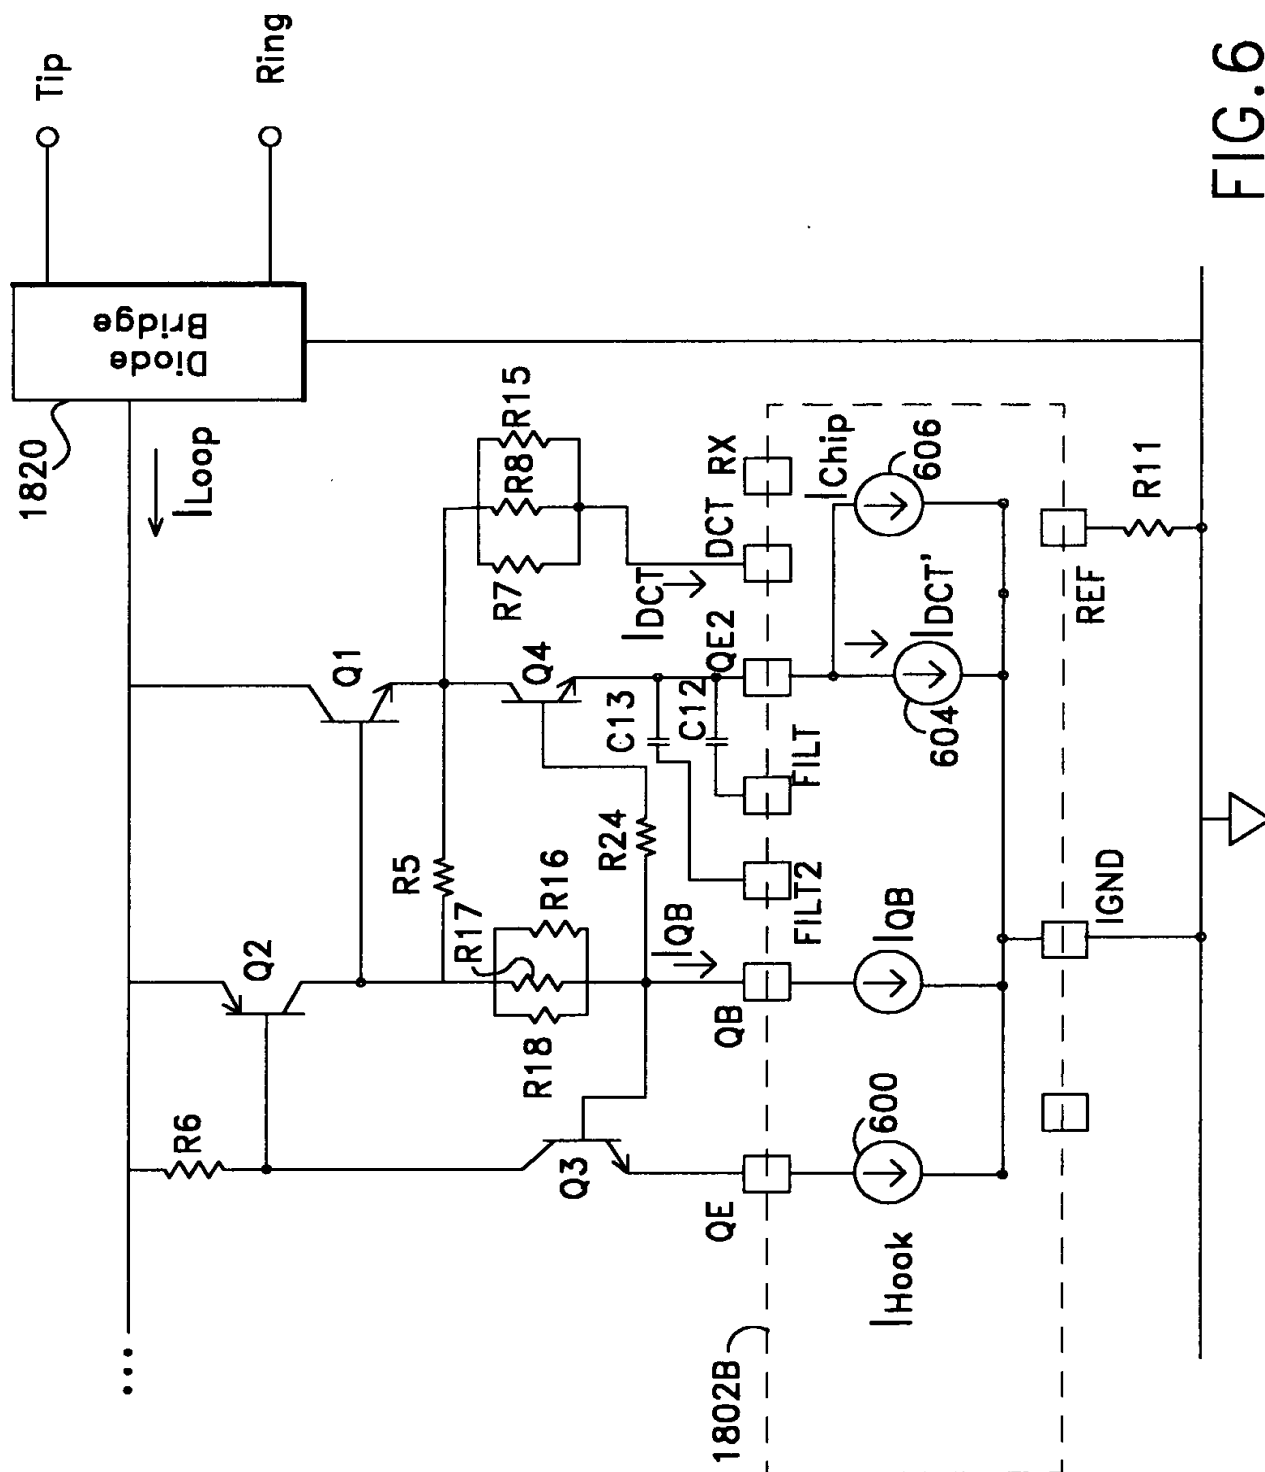 Tip
Ring
1820
Diode
Bridge
ILoop
R6
Q2
Q1
R5
R7
R8
R15
R17
R16
R18
Q3
R24
Q4
C13
C12
IDCT
IQB
QE
QB
FILT2
FILT
QE2
DCT
RX
1802B
IHook
600
IQB
604
IDCT'
IChip
606
IGND
REF
R11
...
FIG.6